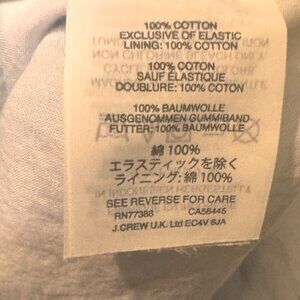 100% COTTON
EXCLUSIVE OF ELASTIC
LINING: 100% COTTON
100% COTON
SAUF ÉLASTIQUE
DOUBLURE: 100% COTON
100% BAUMWOLLE
AUSGENOMMEN GUMMIBAND
FUTTER: 100% BAUMWOLLE
綿 100%
エラスティックを除く
ライニング: 綿 100%
SEE REVERSE FOR CARE
RN77388 CA56445
J.CREW U.K. Ltd EC4V 6JA